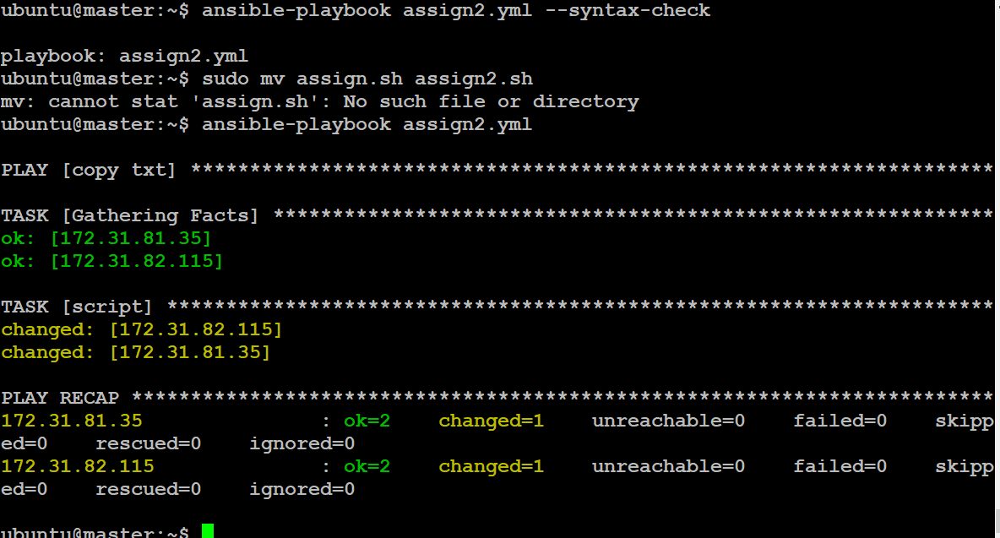 ubuntu@master:~$ ansible-playbook assign2.yml --syntax-check
playbook: assign2.yml
ubuntu@master:~$ sudo mv assign.sh assign2.sh
mv: cannot stat 'assign.sh': No such file or directory
ubuntu@master:~$ ansible-playbook assign2.yml
PLAY [copy txt] ********************************************************************
TASK [Gathering Facts] *************************************************************
ok: [172.31.81.35]
ok: [172.31.82.115]
TASK [script] **********************************************************************
changed: [172.31.82.115]
changed: [172.31.81.35]
PLAY RECAP *************************************************************************
172.31.81.35               : ok=2    changed=1    unreachable=0    failed=0    skipp
ed=0    rescued=0    ignored=0
172.31.82.115              : ok=2    changed=1    unreachable=0    failed=0    skipp
ed=0    rescued=0    ignored=0
ubuntu@master:~$